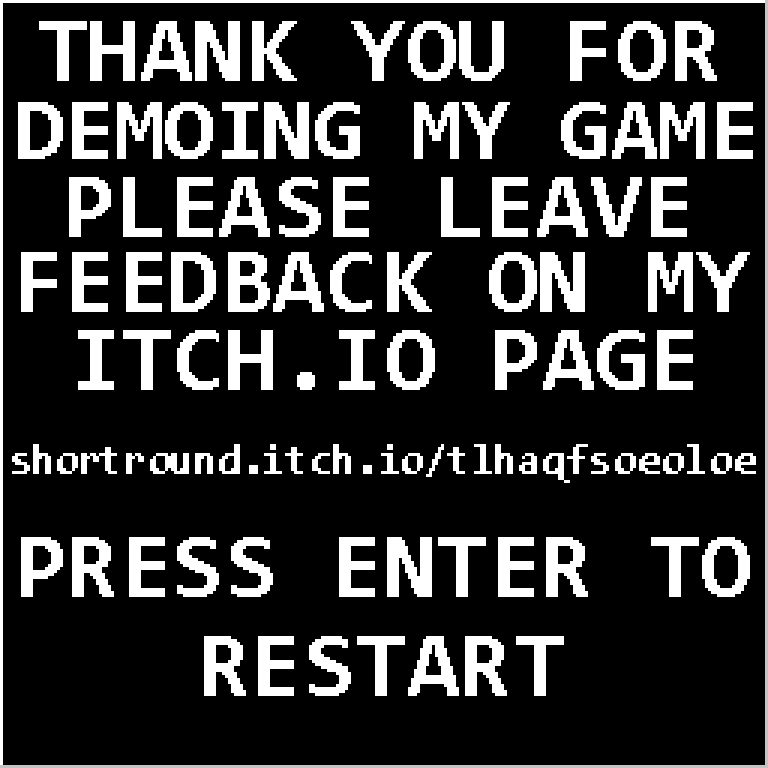 THANK YOU FOR
DEMOING MY GAME
PLEASE LEAVE
FEEDBACK ON MY
ITCH.IO PAGE
shortround.itch.io/tlhaqfsoeoloe
PRESS ENTER TO
RESTART